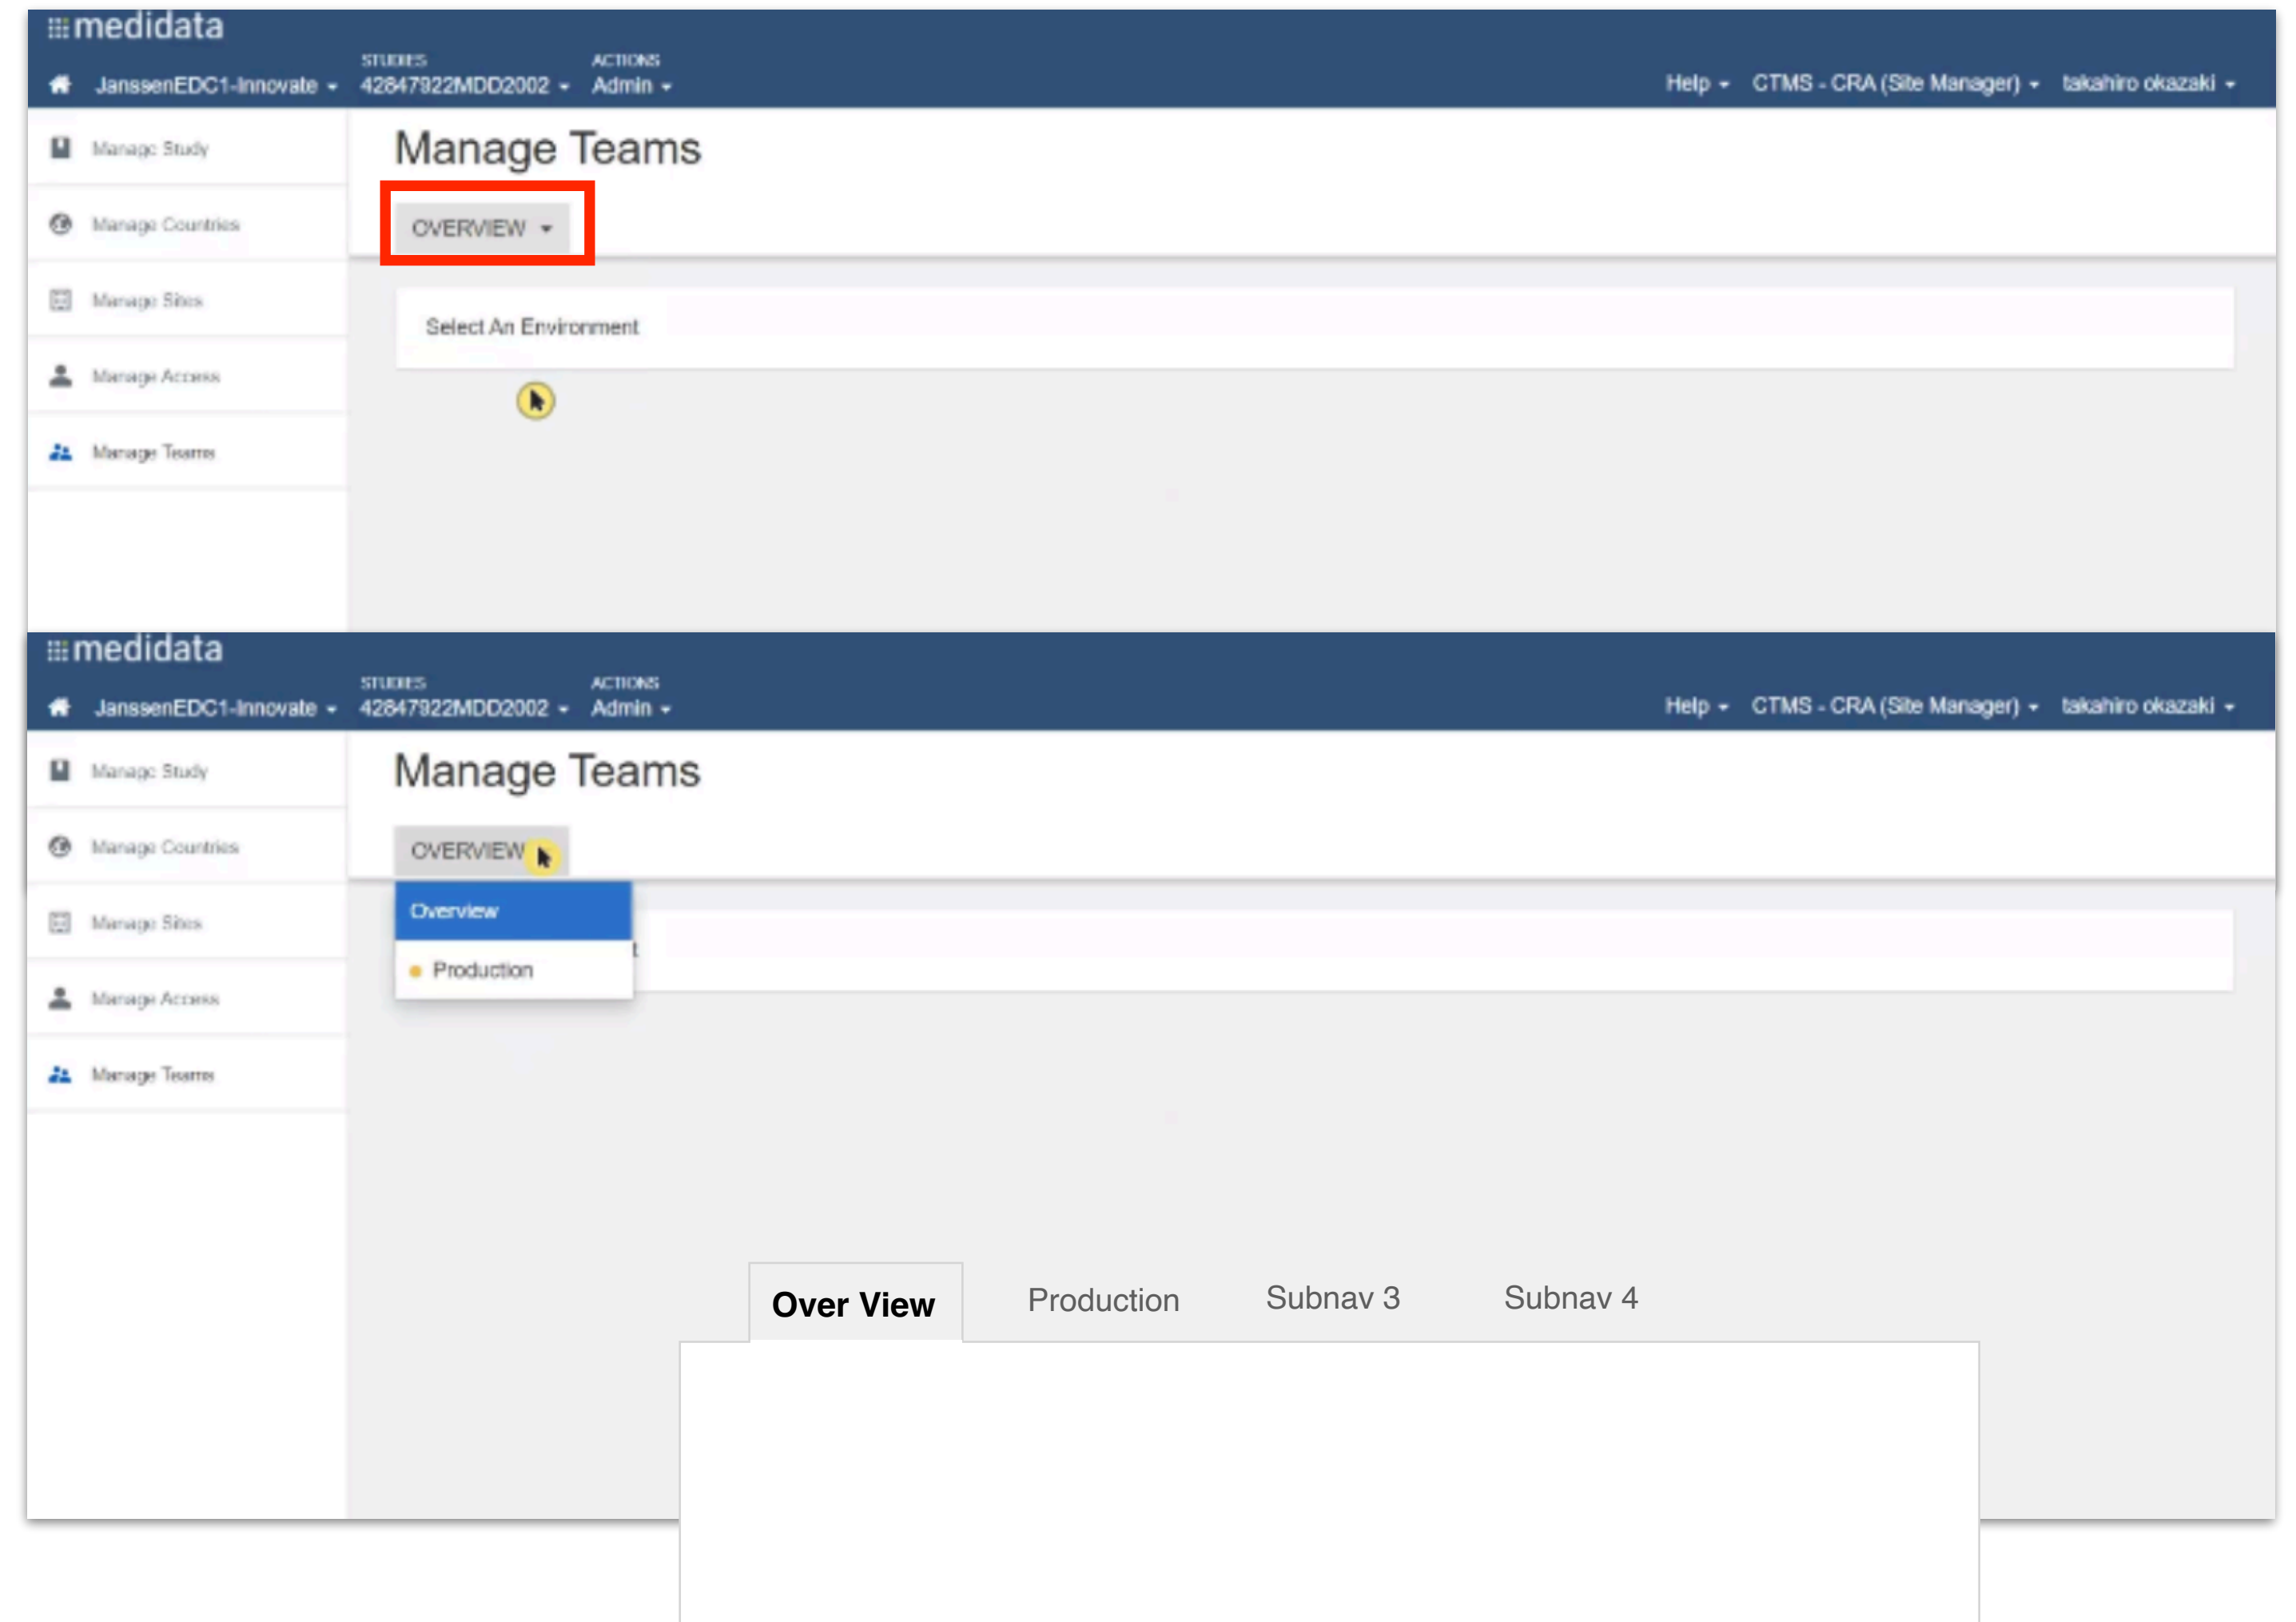 medidata
STUDIES ACTIONS
JanssenEDC1-Innovate 42847922MDD2002 Admin Help CTMS - CRA (Site Manager) takahiro okazaki
Manage Study
Manage Teams
Manage Countries
OVERVIEW
Manage Sites
Select An Environment
Manage Access
Manage Teams
medidata
STUDIES ACTIONS
JanssenEDC1-Innovate 42847922MDD2002 Admin Help CTMS - CRA (Site Manager) takahiro okazaki
Manage Study
Manage Teams
Manage Countries
OVERVIEW
Manage Sites
Overview
t
Production
Manage Access
Manage Teams
Over View Production Subnav 3 Subnav 4